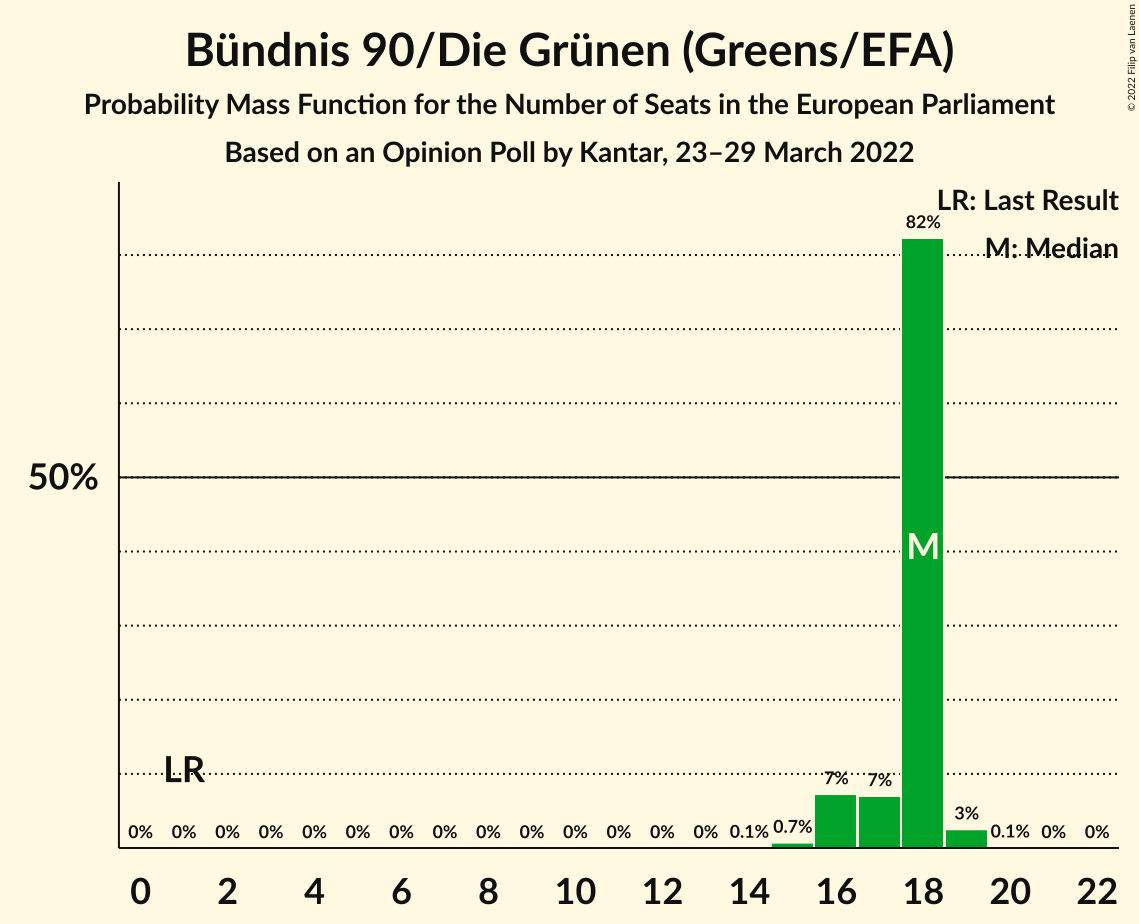 Bündnis 90/Die Grünen (Greens/EFA)
Probability Mass Function for the Number of Seats in the European Parliament
Based on an Opinion Poll by Kantar, 23–29 March 2022
© 2022 Filip van Laenen
LR: Last Result
M: Median
82%
50%
M
LR
7%
7%
3%
0% 0% 0% 0% 0% 0% 0% 0% 0% 0% 0% 0% 0% 0% 0.1% 0.7% 0.1% 0% 0%
0 2 4 6 8 10 12 14 16 18 20 22